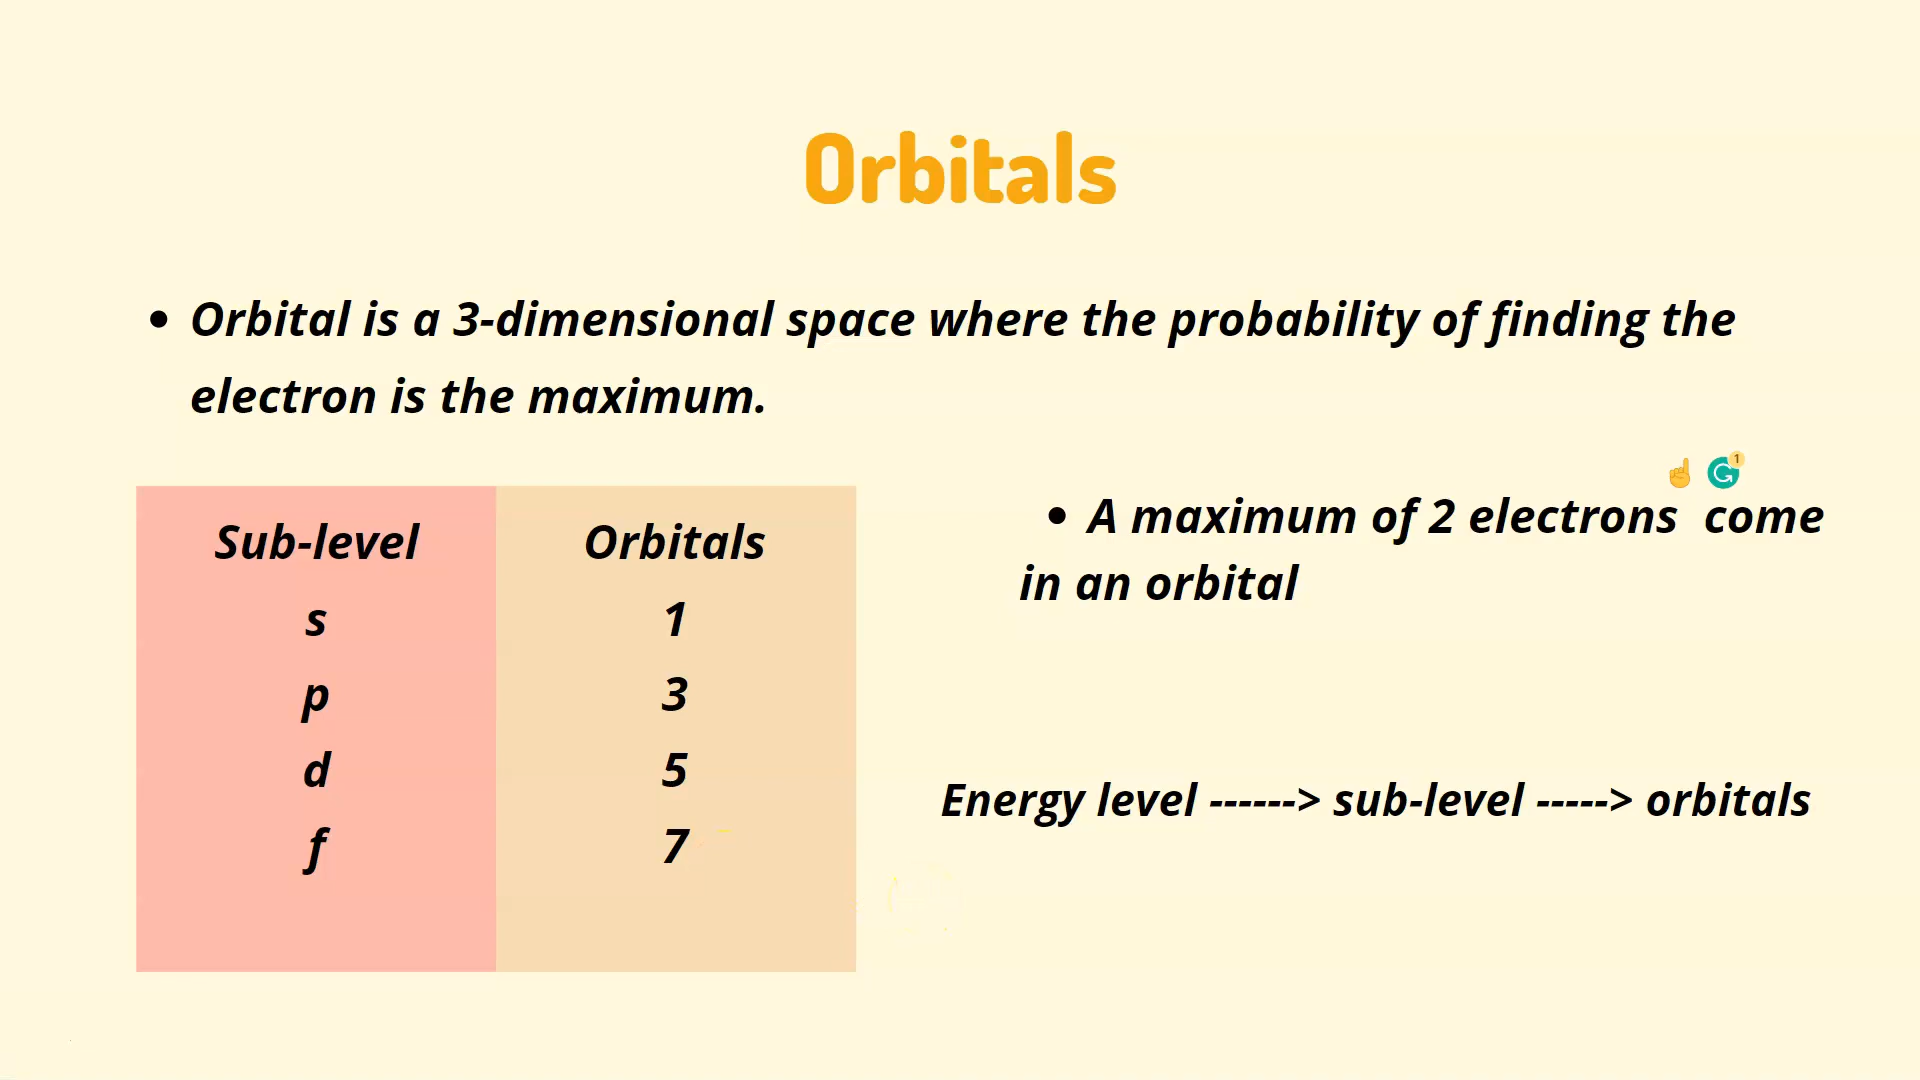 Orbitals
• Orbital is a 3-dimensional space where the probability of finding the
electron is the maximum.
Sub-level Orbitals
s 1
p 3
d 5
f 7
1
• A maximum of 2 electrons come
in an orbital
Energy level ------> sub-level -----> orbitals